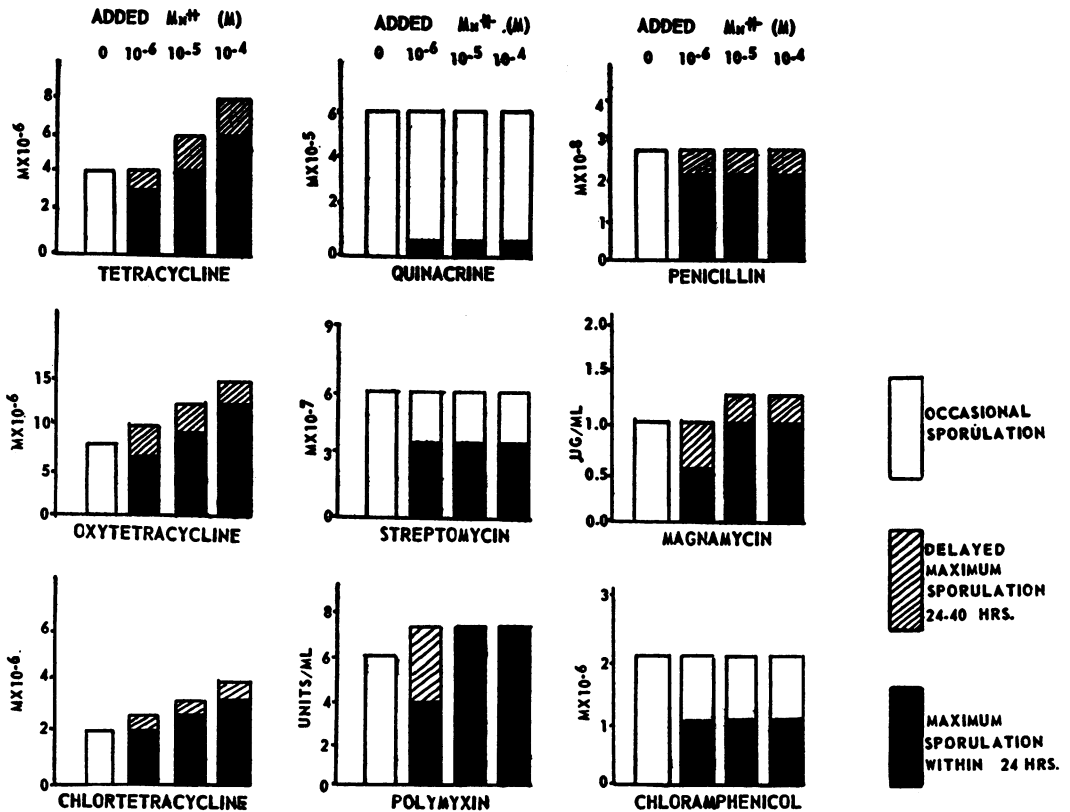 ADDED Mn++ (M)
0 10-6 10-5 10-4
8
6
4
2
0
MX10-6
TETRACYCLINE
ADDED Mn++ .(M)
0 10-6 10-5 10-4
6
4
2
0
MX10-5
QUINACRINE
ADDED Mn++ (M)
0 10-6 10-5 10-4
4
3
2
1
0
MX10-8
PENICILLIN
15
10
5
0
MX10-6
OXYTETRACYCLINE
9
6
3
0
MX10-7
STREPTOMYCIN
2.0
1.5
1.0
0.5
0.0
µG/ML
MAGNAMYCIN
6
4
2
0
MX10-6.
CHLORTETRACYCLINE
8
6
4
2
0
UNITS/ML
POLYMYXIN
3
2
1
0
MX10-6
CHLORAMPHENICOL
OCCASIONAL
SPORULATION
DELAYED
MAXIMUM
SPORULATION
24-40 HRS.
MAXIMUM
SPORULATION
WITHIN 24 HRS.